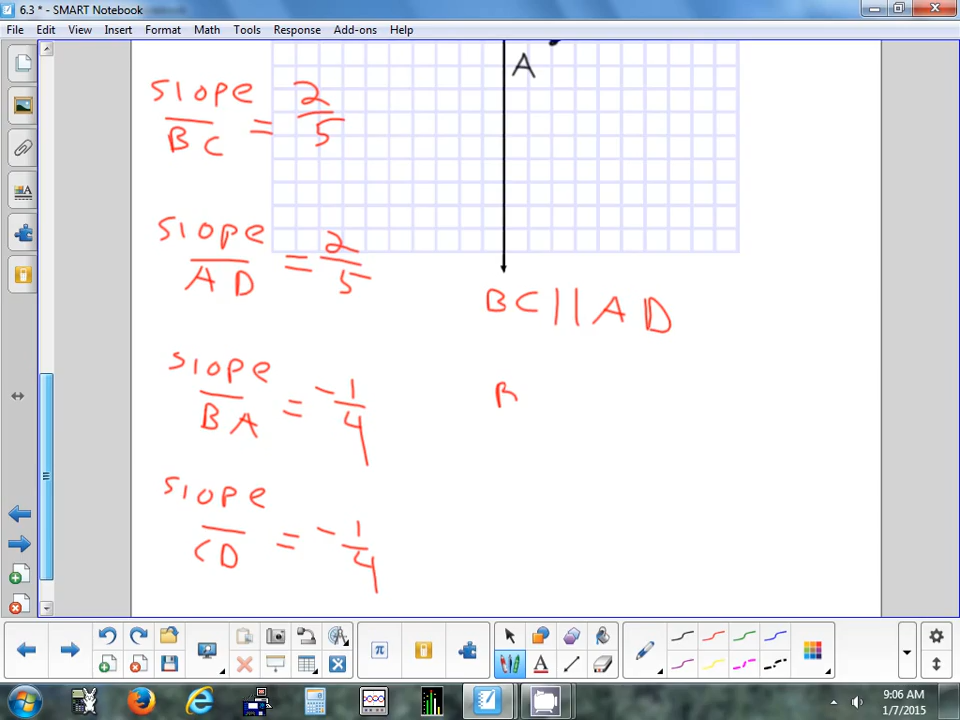 6.3 * - SMART Notebook
File Edit View Insert Format Math Tools Response Add-ons Help
A
slope
BC = 2/5
slope
AD = 2/5
BC || AD
slope
BA = -1/4
B
slope
CD = -1/4
π
A
9:06 AM
1/7/2015